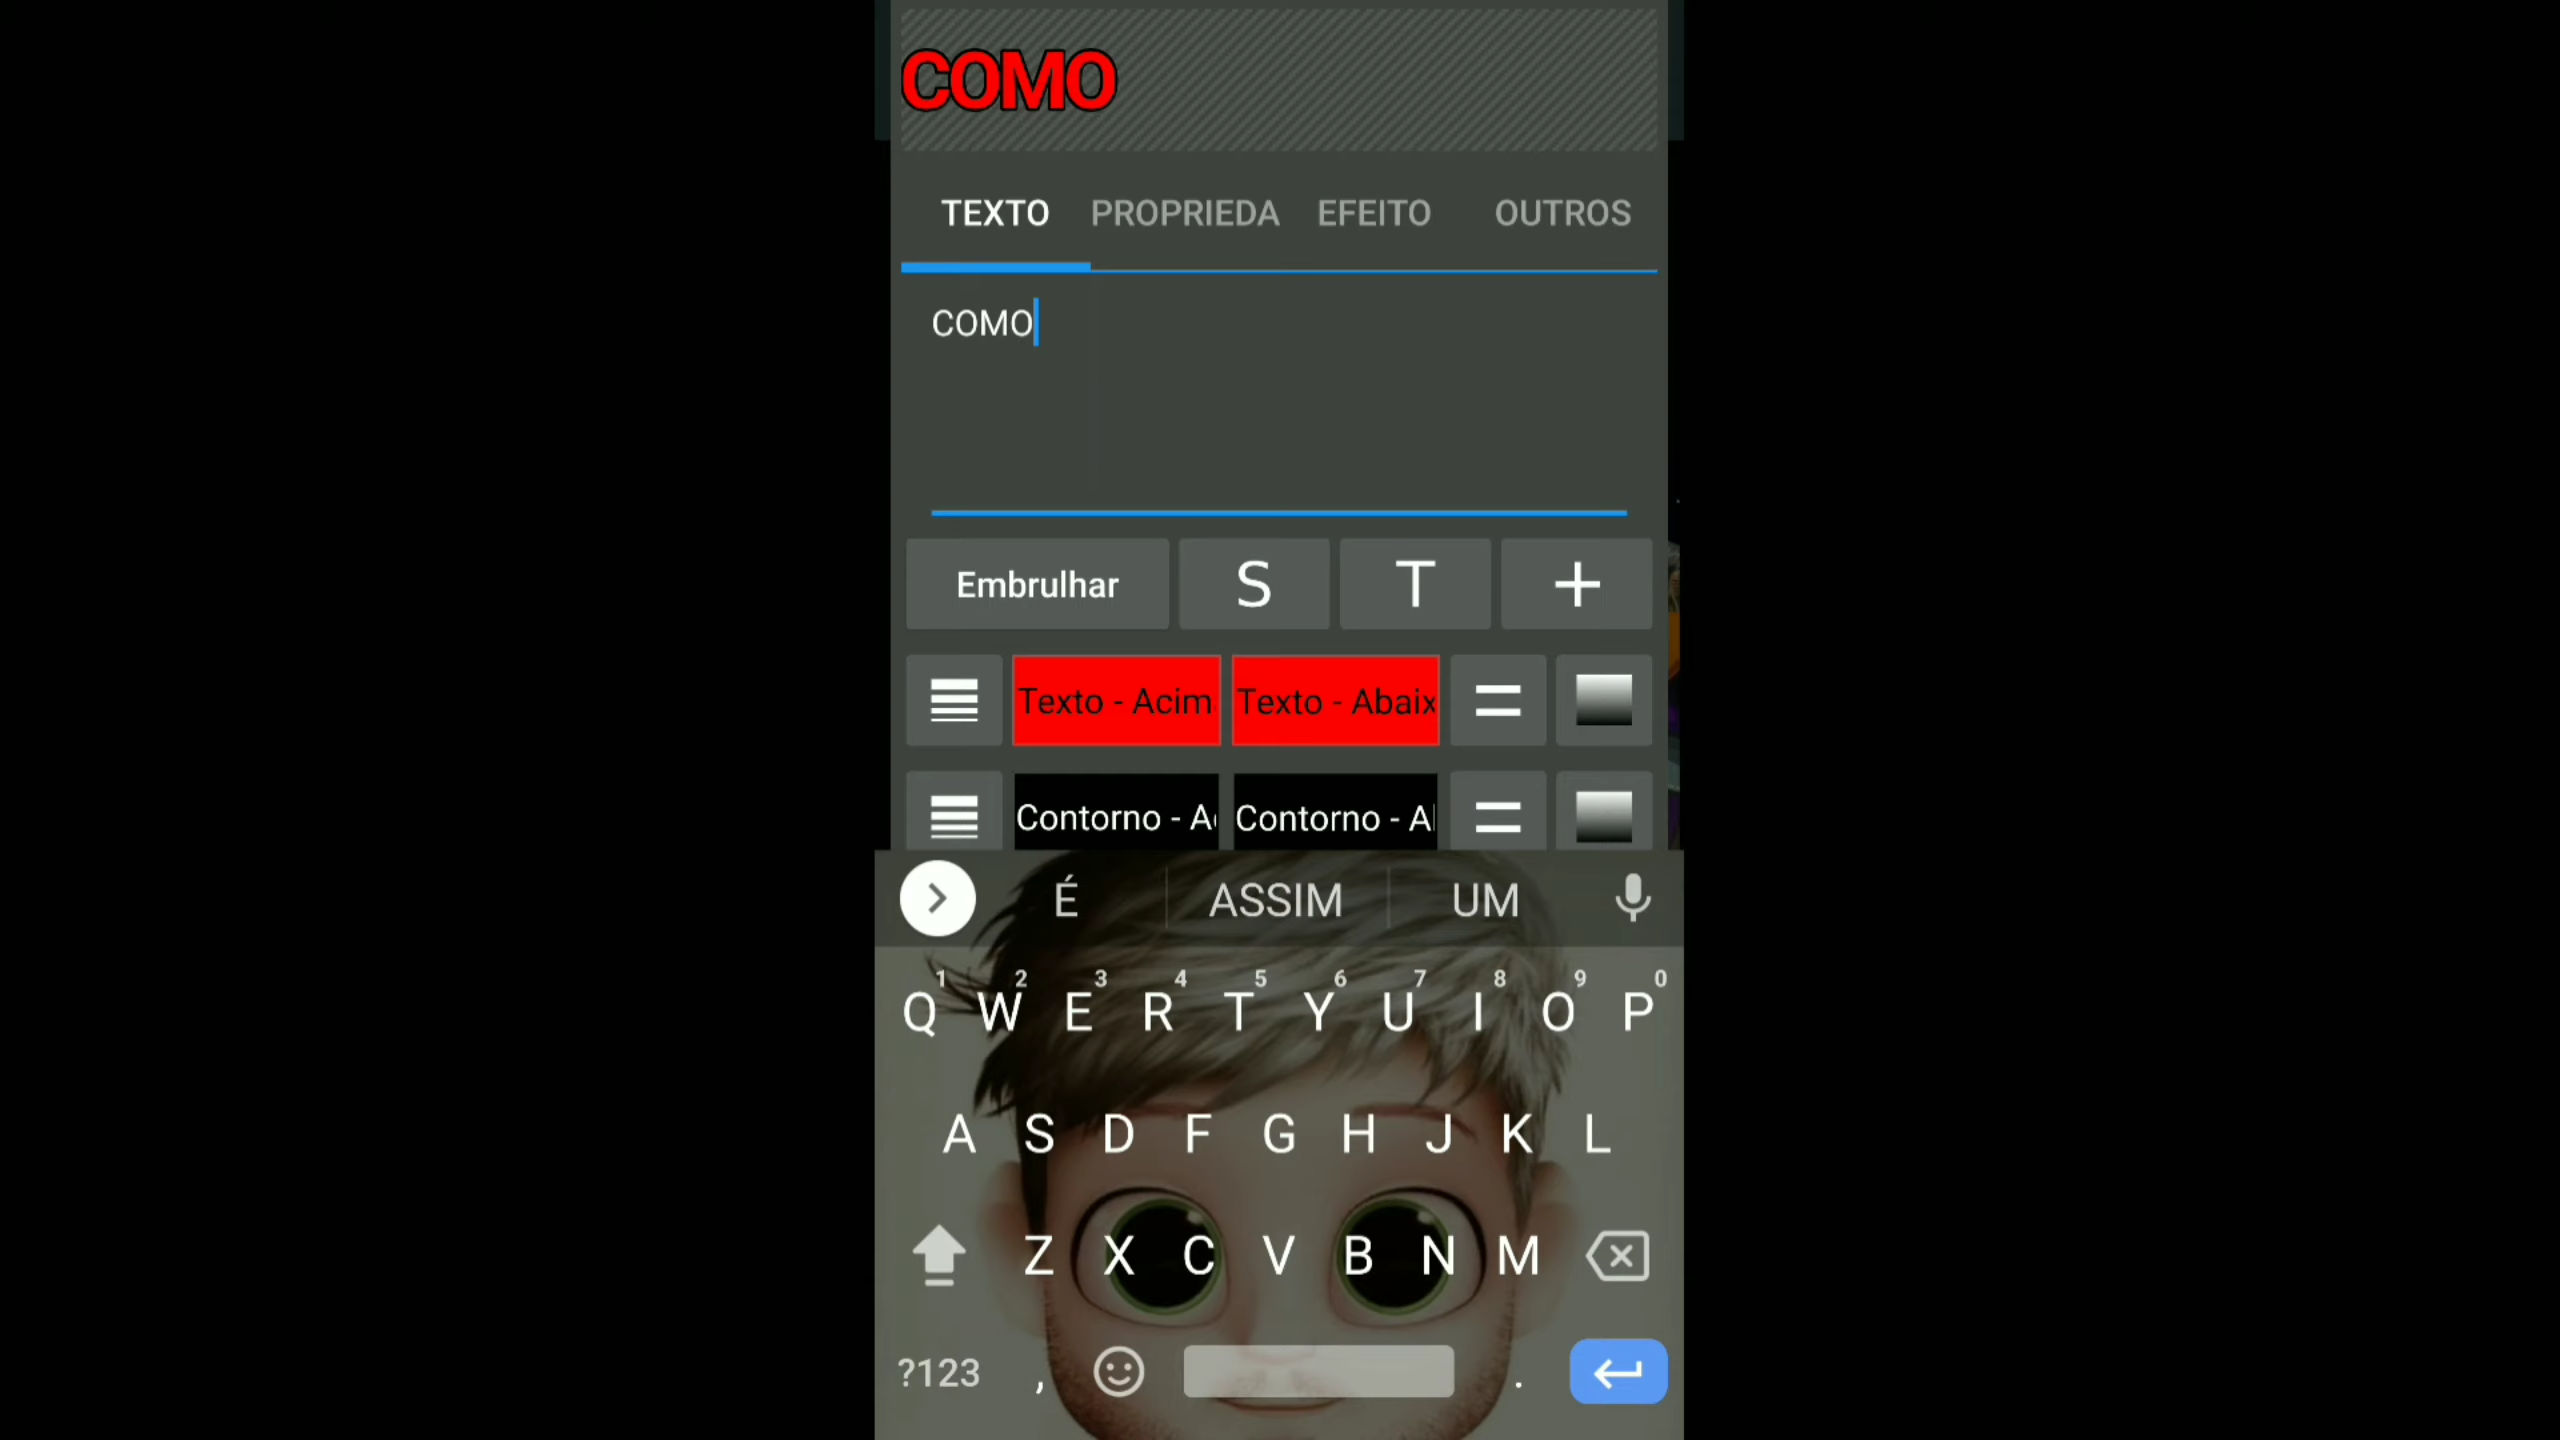 COMO
TEXTO PROPRIEDA EFEITO OUTROS
COMO
Embrulhar S T +
Texto - Acim Texto - Abaix
Contorno - A Contorno - A
É ASSIM UM
1 2 3 4 5 6 7 8 9 0
Q W E R T Y U I O P
A S D F G H J K L
Z X C V B N M
?123 , .